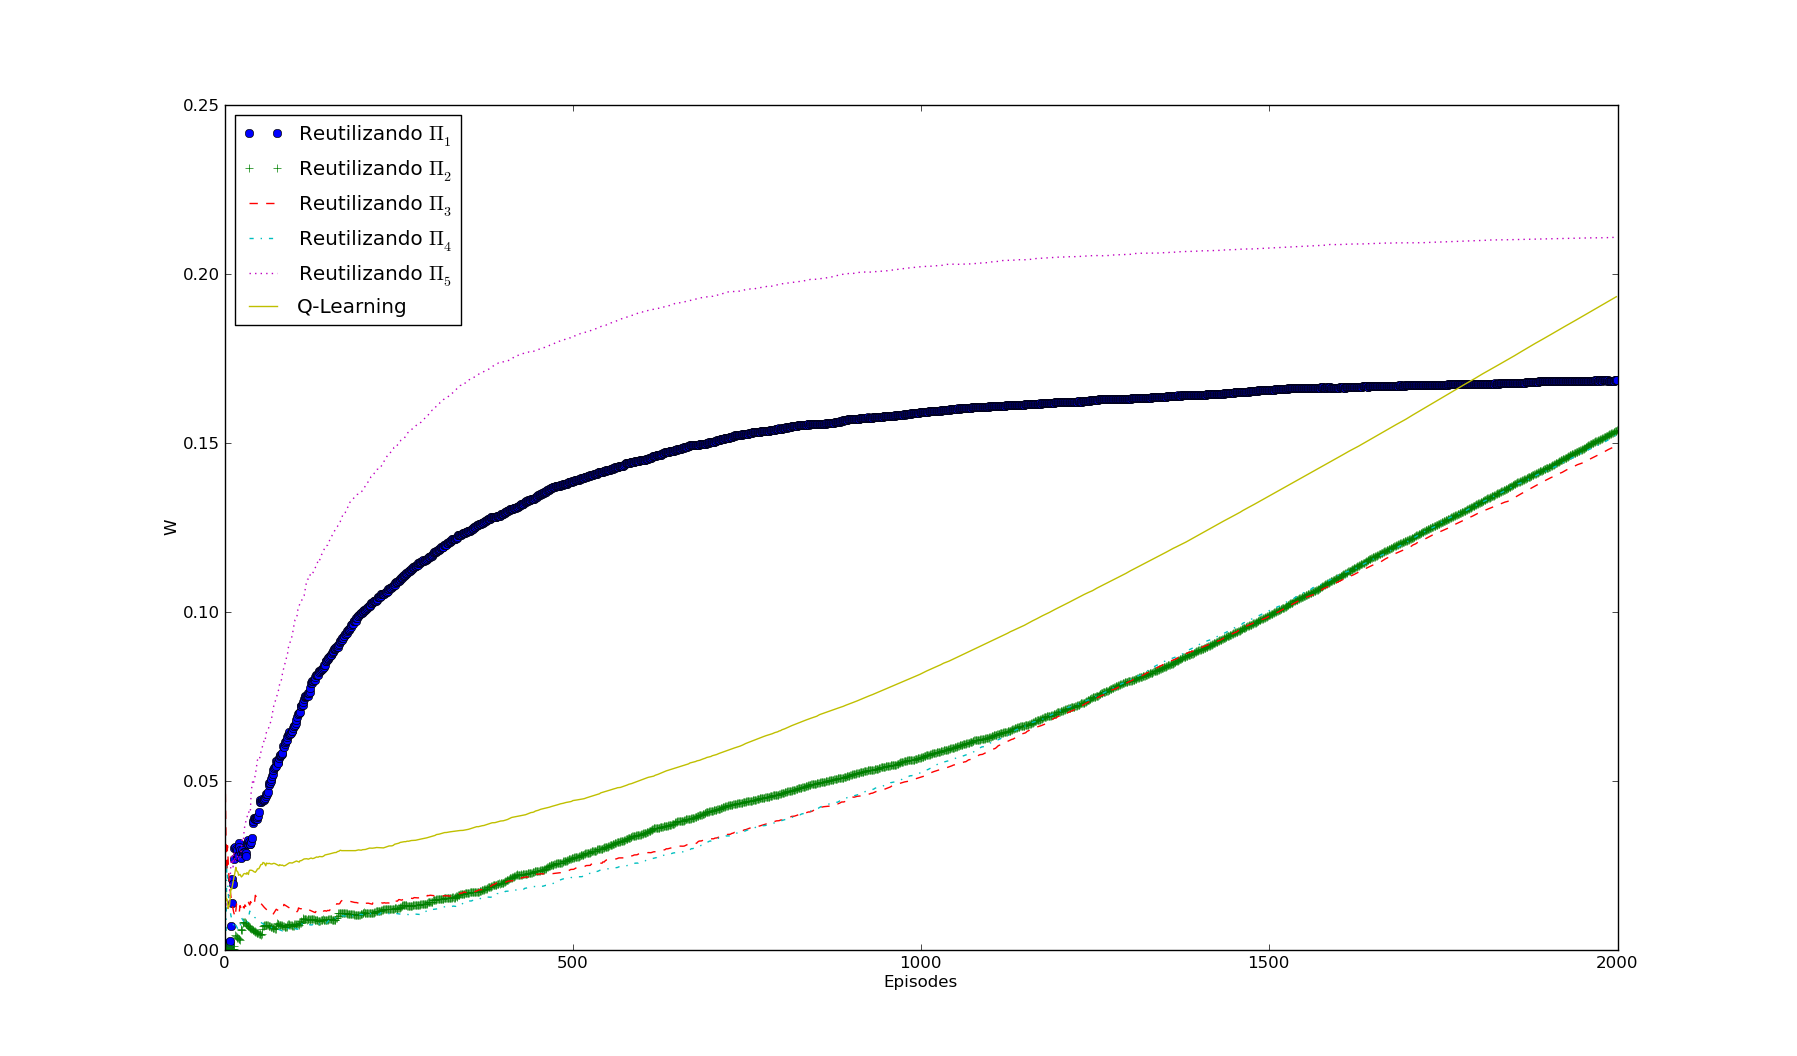 0.25
0.20
0.15
0.10
0.05
0.00
W
Reutilizando Π₁
Reutilizando Π₂
Reutilizando Π₃
Reutilizando Π₄
Reutilizando Π₅
Q-Learning
0 500 1000 1500 2000
Episodes